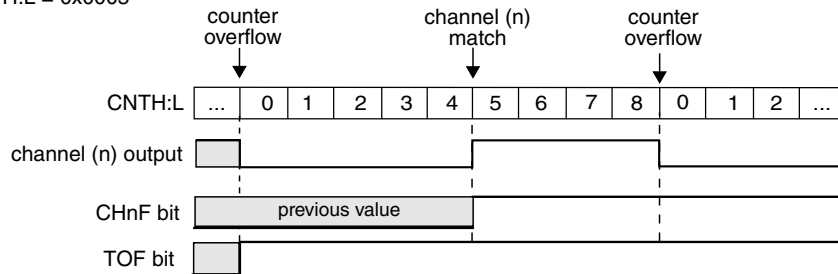 counter
overflow
channel (n)
match
counter
overflow
CNTH:L ... 0 1 2 3 4 5 6 7 8 0 1 2 ...
channel (n) output
CHnF bit previous value
TOF bit